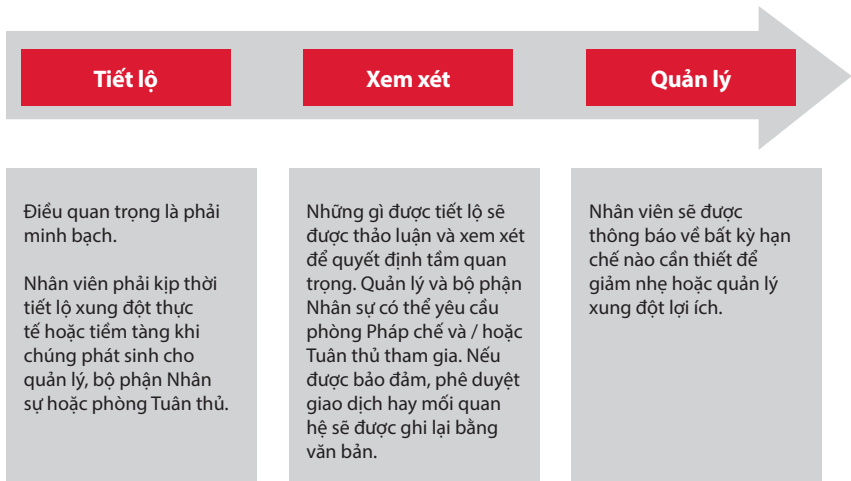 Tiết lộ
Xem xét
Quản lý
Điều quan trọng là phải
minh bạch.
Nhân viên phải kịp thời
tiết lộ xung đột thực
tế hoặc tiềm tàng khi
chúng phát sinh cho
quản lý, bộ phận Nhân
sự hoặc phòng Tuân thủ.
Những gì được tiết lộ sẽ
được thảo luận và xem xét
để quyết định tầm quan
trọng. Quản lý và bộ phận
Nhân sự có thể yêu cầu
phòng Pháp chế và / hoặc
Tuân thủ tham gia. Nếu
được bảo đảm, phê duyệt
giao dịch hay mối quan
hệ sẽ được ghi lại bằng
văn bản.
Nhân viên sẽ được
thông báo về bất kỳ hạn
chế nào cần thiết để
giảm nhẹ hoặc quản lý
xung đột lợi ích.